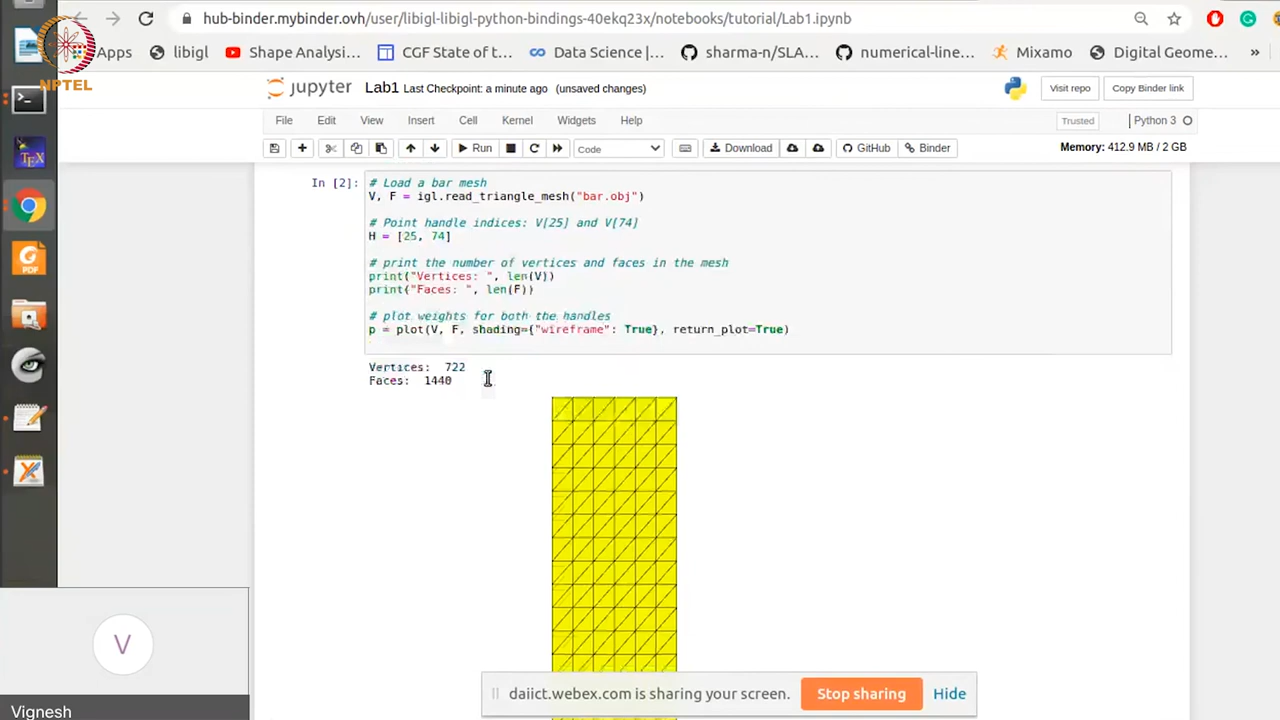 hub-binder.mybinder.ovh/user/libigl-libigl-python-bindings-40ekq23x/notebooks/tutorial/Lab1.ipynb
Apps libigl Shape Analysi... CGF State of t... Data Science |... sharma/SLA... numerical-line... Mixamo Digital Geome... »
NPTEL
jupyter Lab1 Last Checkpoint: a minute ago (unsaved changes) Visit repo Copy Binder link
File Edit View Insert Cell Kernel Widgets Help Trusted Python 3
Run Code Download GitHub Binder Memory: 412.9 MB / 2 GB
In [2]: # Load a bar mesh
V, F = igl.read_triangle_mesh("bar.obj")
# Point handle indices: V[25] and V[74]
H = [25, 74]
# print the number of vertices and faces in the mesh
print("Vertices: ", len(V))
print("Faces: ", len(F))
# plot weights for both the handles
p = plot(V, F, shading={"wireframe": True}, return_plot=True)
Vertices: 722
Faces: 1440
PDF
TEX
V
Vignesh
daiict.webex.com is sharing your screen. Stop sharing Hide